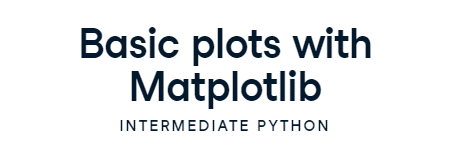 Basic plots with
Matplotlib
INTERMEDIATE PYTHON